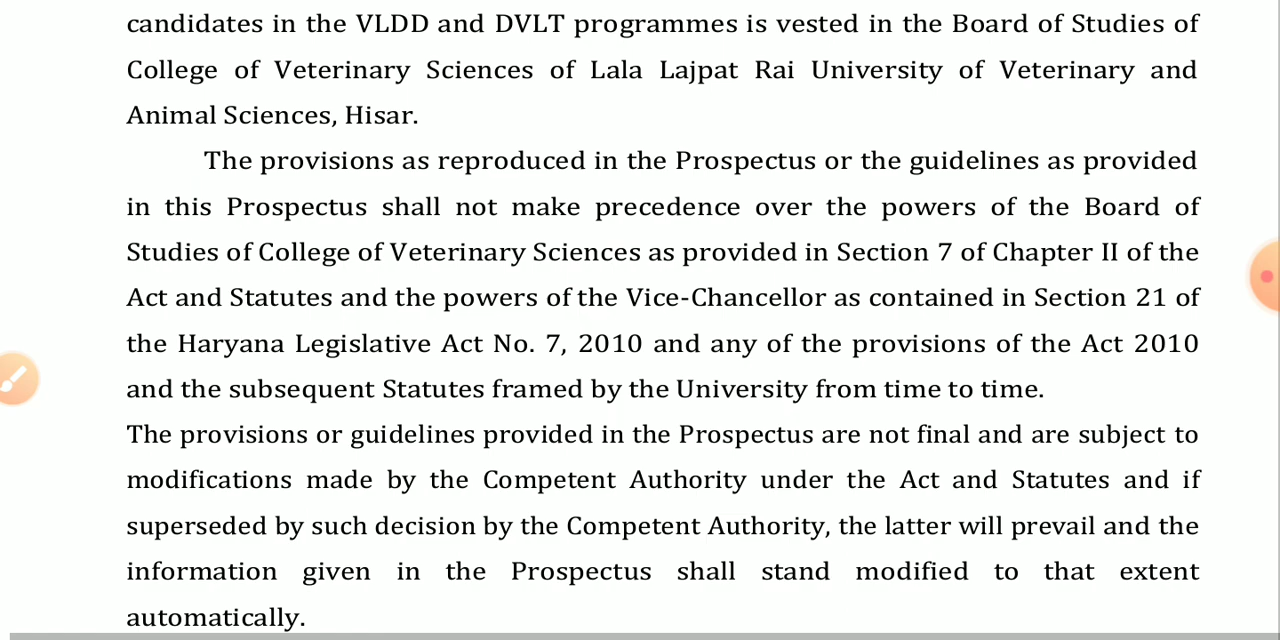 candidates in the VLDD and DVLT programmes is vested in the Board of Studies of
College of Veterinary Sciences of Lala Lajpat Rai University of Veterinary and
Animal Sciences, Hisar.
The provisions as reproduced in the Prospectus or the guidelines as provided
in this Prospectus shall not make precedence over the powers of the Board of
Studies of College of Veterinary Sciences as provided in Section 7 of Chapter II of the
Act and Statutes and the powers of the Vice-Chancellor as contained in Section 21 of
the Haryana Legislative Act No. 7, 2010 and any of the provisions of the Act 2010
and the subsequent Statutes framed by the University from time to time.
The provisions or guidelines provided in the Prospectus are not final and are subject to
modifications made by the Competent Authority under the Act and Statutes and if
superseded by such decision by the Competent Authority, the latter will prevail and the
information given in the Prospectus shall stand modified to that extent
automatically.